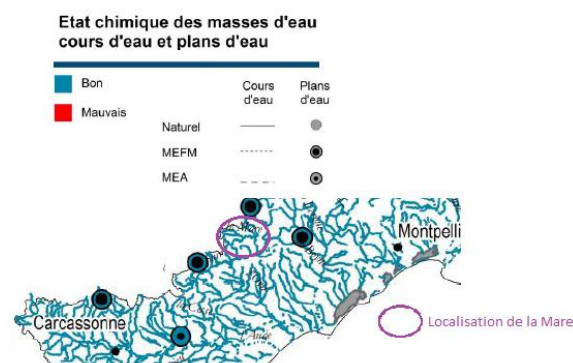 Etat chimique des masses d'eau
cours d'eau et plans d'eau
Bon
Mauvais
Cours d'eau
Plans d'eau
Naturel
MEFM
MEA
Montpelli
Carcassonne
Localisation de la Mare